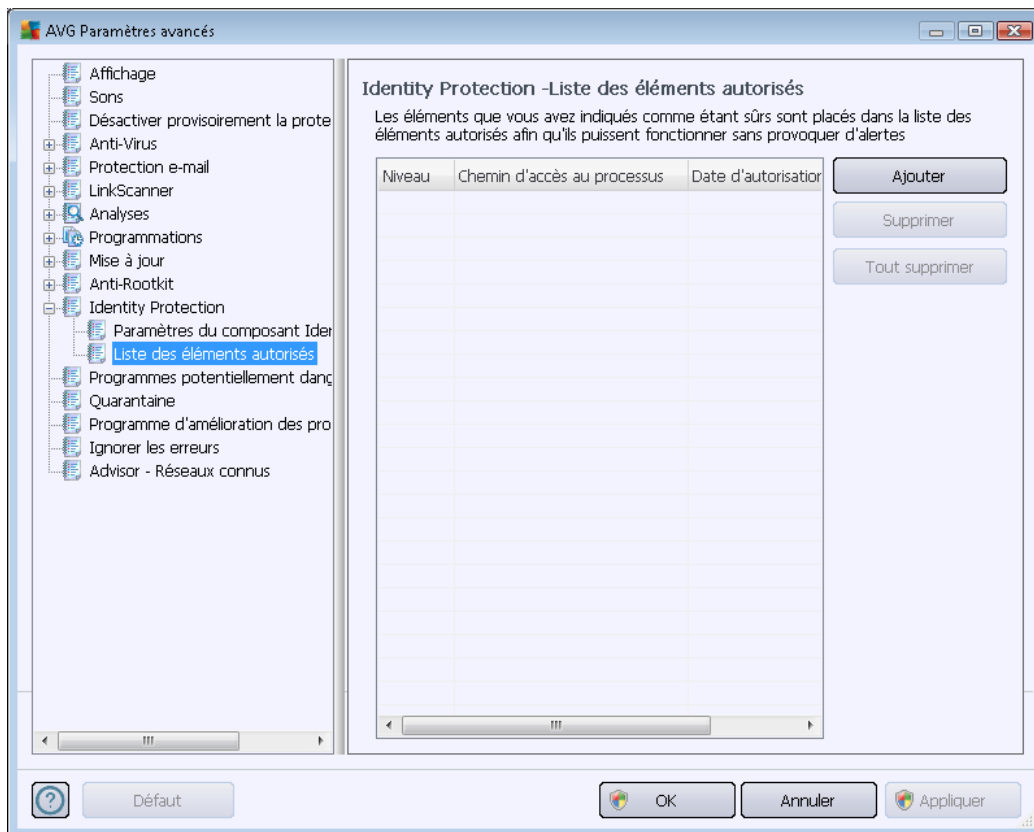 AVG Paramètres avancés
Affichage
Sons
Désactiver provisoirement la prote
Anti-Virus
Protection e-mail
LinkScanner
Analyses
Programmations
Mise à jour
Anti-Rootkit
Identity Protection
Paramètres du composant Ider
Liste des éléments autorisés
Programmes potentiellement dang
Quarantaine
Programme d'amélioration des pro
Ignorer les erreurs
Advisor - Réseaux connus
Identity Protection -Liste des éléments autorisés
Les éléments que vous avez indiqués comme étant sûrs sont placés dans la liste des
éléments autorisés afin qu'ils puissent fonctionner sans provoquer d'alertes
Niveau Chemin d'accès au processus Date d'autorisation
Ajouter
Supprimer
Tout supprimer
Défaut
OK
Annuler
Appliquer